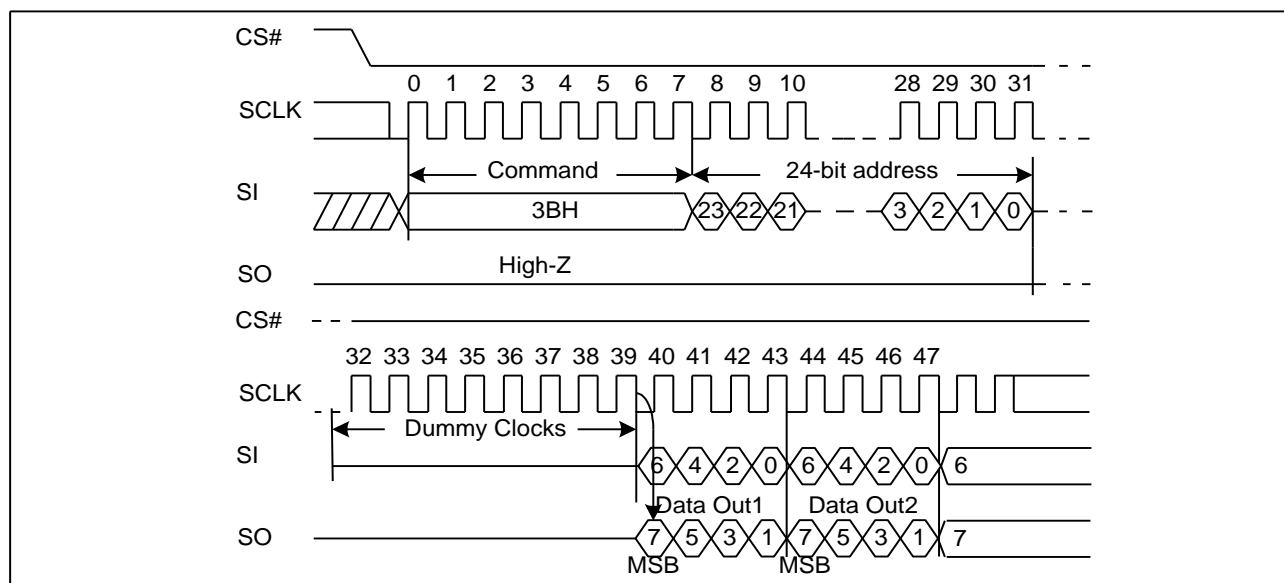 CS#
0 1 2 3 4 5 6 7 8 9 10 28 29 30 31
SCLK
Command 24-bit address
SI
3BH 23 22 21 3 2 1 0
High-Z
SO
CS#
32 33 34 35 36 37 38 39 40 41 42 43 44 45 46 47
SCLK
Dummy Clocks
SI
6 4 2 0 6 4 2 0 6
Data Out1 Data Out2
SO
7 5 3 1 7 5 3 1 7
MSB MSB